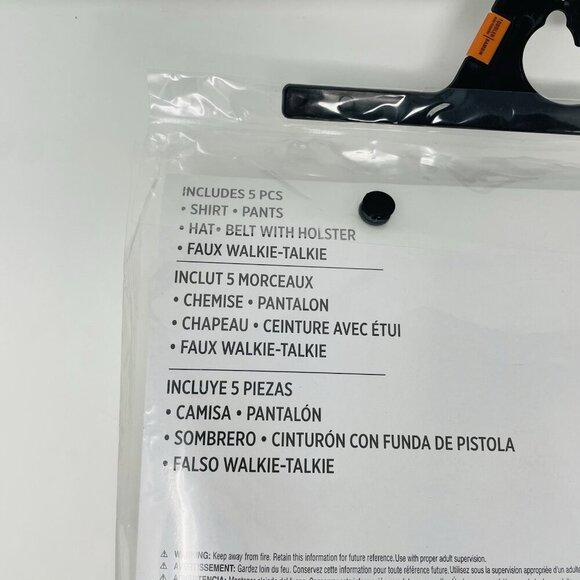 INCLUDES 5 PCS
• SHIRT • PANTS
• HAT• BELT WITH HOLSTER
• FAUX WALKIE-TALKIE
INCLUT 5 MORCEAUX
• CHEMISE • PANTALON
• CHAPEAU • CEINTURE AVEC ÉTUI
• FAUX WALKIE-TALKIE
INCLUYE 5 PIEZAS
• CAMISA • PANTALÓN
• SOMBRERO • CINTURÓN CON FUNDA DE PISTOLA
• FALSO WALKIE-TALKIE
WARNING: Keep away from fire. Retain this information for future reference. Use with proper adult supervision.
AVERTISSEMENT: Gardez loin du feu. Conservez cette information pour toute référence future. Utilisez sous la supervision appropriée d'un adulte